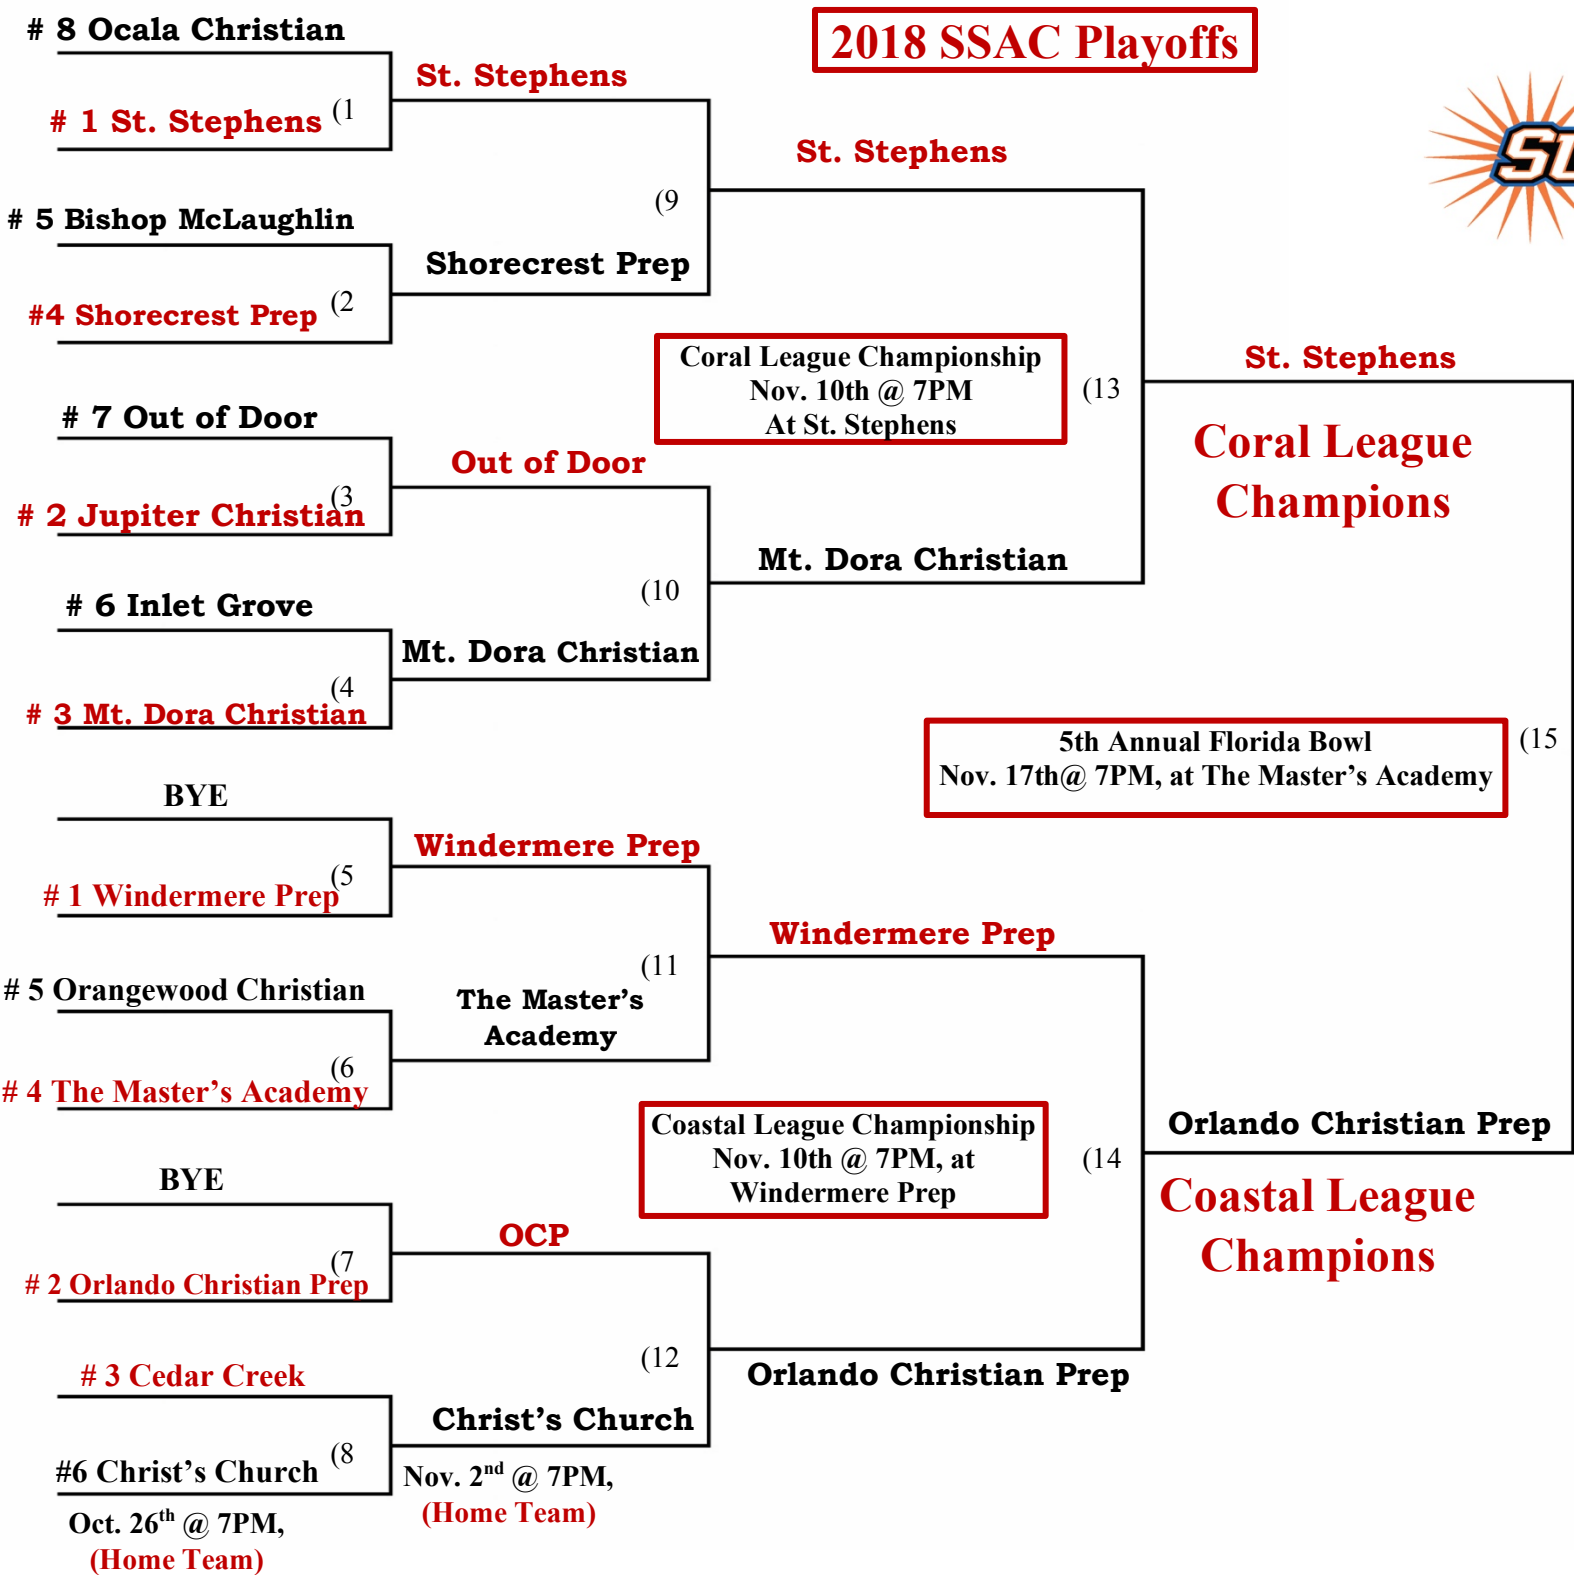 2018 SSAC Playoffs
# 8 Ocala Christian
# 1 St. Stephens
(1
St. Stephens
# 5 Bishop McLaughlin
#4 Shorecrest Prep
(2
Shorecrest Prep
(9
St. Stephens
# 7 Out of Door
# 2 Jupiter Christian
(3
Out of Door
# 6 Inlet Grove
# 3 Mt. Dora Christian
(4
Mt. Dora Christian
(10
Mt. Dora Christian
Coral League Championship
Nov. 10th @ 7PM
At St. Stephens
(13
St. Stephens
Coral League
Champions
5th Annual Florida Bowl
Nov. 17th@ 7PM, at The Master’s Academy
(15
BYE
# 1 Windermere Prep
(5
Windermere Prep
# 5 Orangewood Christian
# 4 The Master’s Academy
(6
The Master’s
Academy
(11
Windermere Prep
BYE
# 2 Orlando Christian Prep
(7
OCP
# 3 Cedar Creek
#6 Christ’s Church
(8
Christ’s Church
(12
Orlando Christian Prep
Coastal League Championship
Nov. 10th @ 7PM, at
Windermere Prep
(14
Orlando Christian Prep
Coastal League
Champions
Oct. 26th @ 7PM,
(Home Team)
Nov. 2nd @ 7PM,
(Home Team)